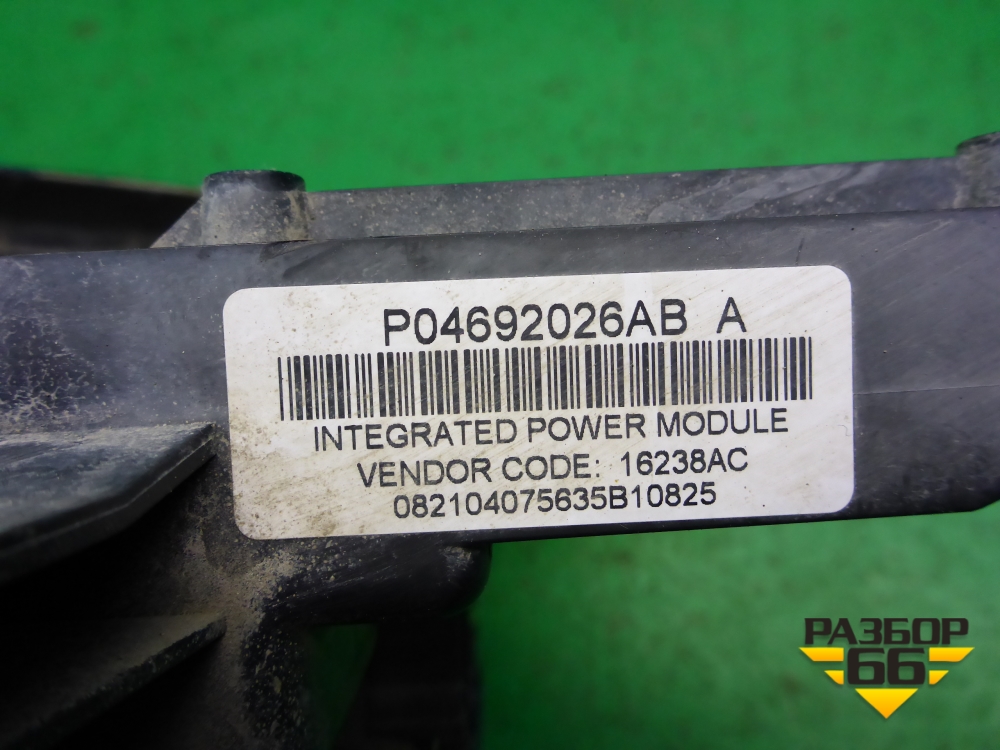 P04692026AB A
INTEGRATED POWER MODULE
VENDOR CODE: 16238AC
082104075635B10825
РАЗБОР
66